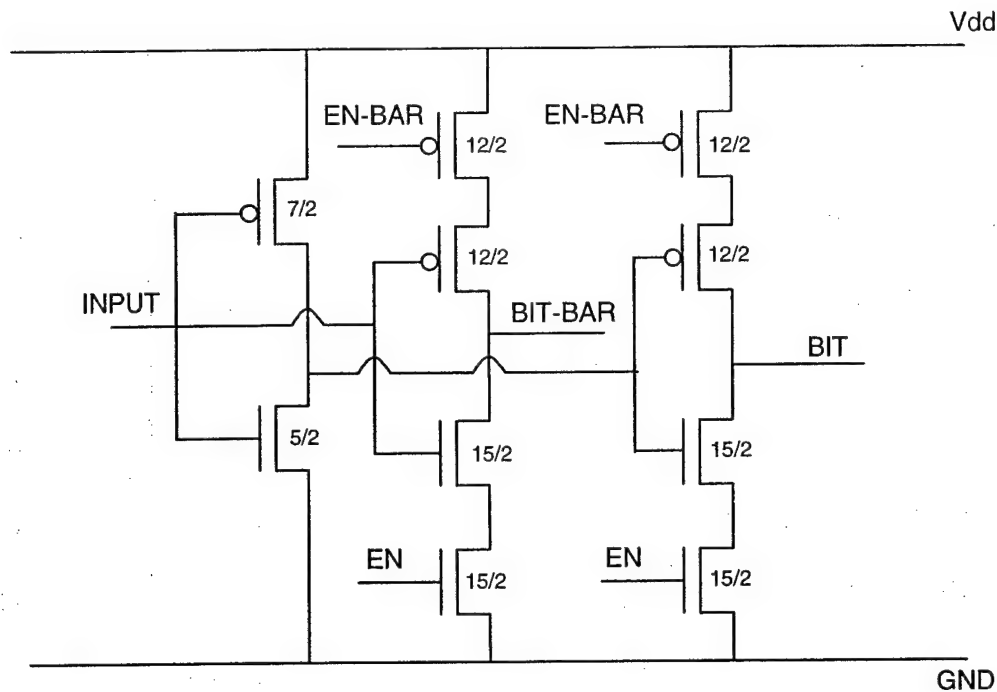 Vdd
EN-BAR
EN-BAR
12/2
12/2
7/2
12/2
12/2
INPUT
BIT-BAR
BIT
5/2
15/2
15/2
EN
EN
15/2
15/2
GND